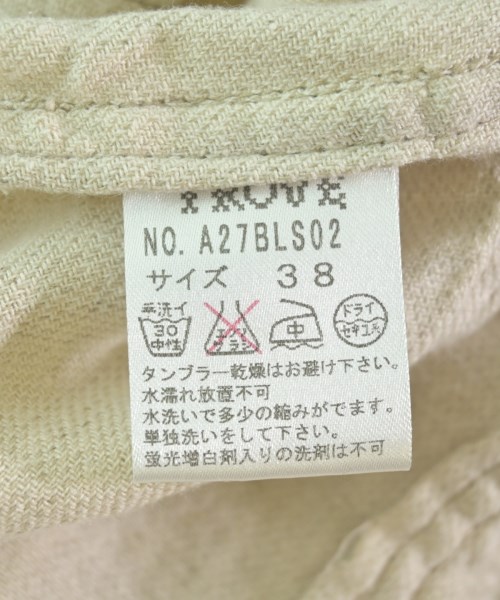 TROVE
NO. A27BLS02
サイズ 38
手洗イ 30 中性 エンソサラシ 中 ドライ セキユ系
タンブラー乾燥はお避け下さい。
水濡れ放置不可
水洗いで多少の縮みがでます。
単独洗いをして下さい。
蛍光増白剤入りの洗剤は不可